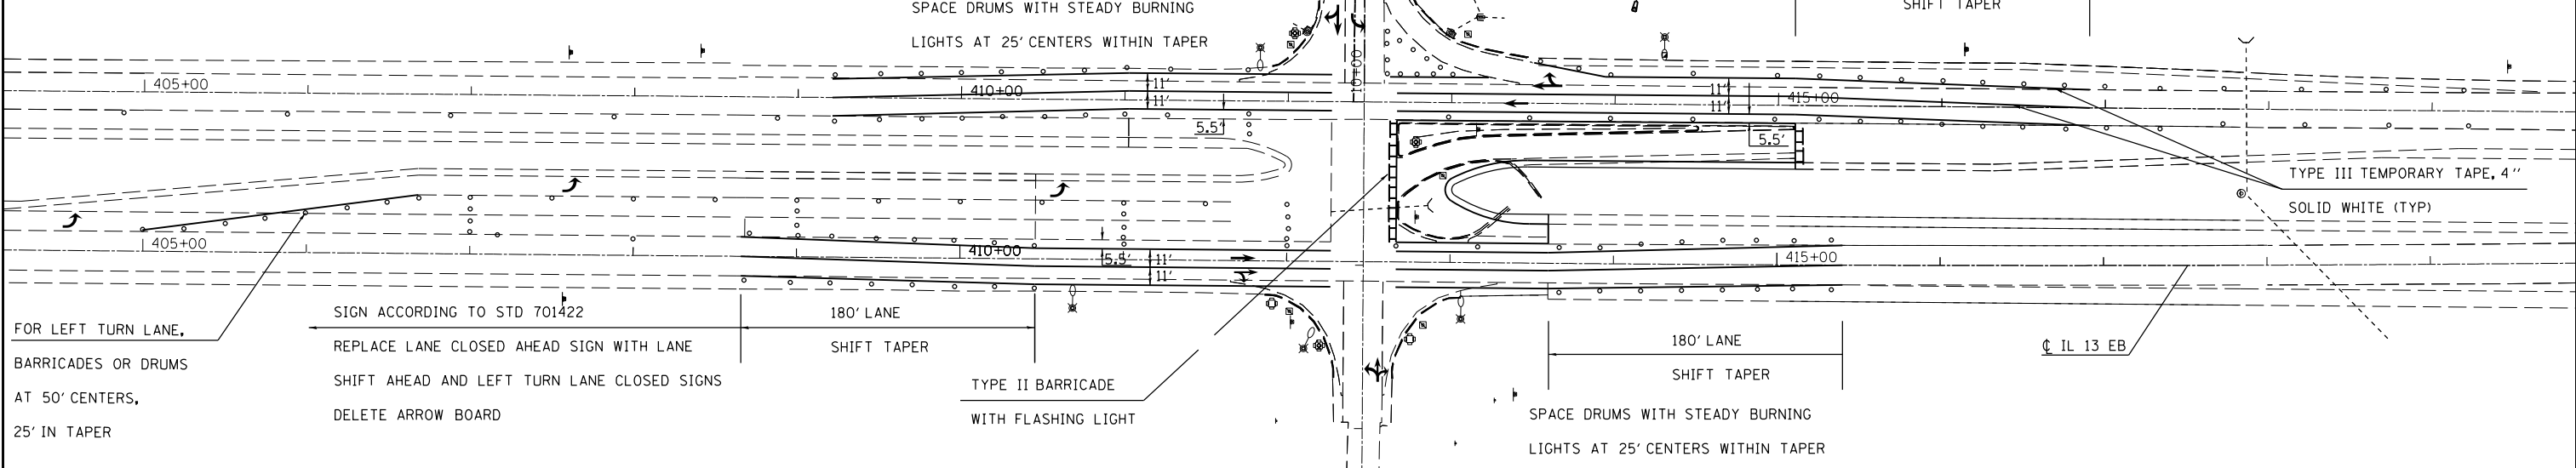 SPACE DRUMS WITH STEADY BURNING
LIGHTS AT 25' CENTERS WITHIN TAPER
SHIFT TAPER
10+00
405+00
410+00
11'
11'
5.5'
11'
11'
415+00
5.5'
TYPE III TEMPORARY TAPE, 4"
SOLID WHITE (TYP)
405+00
410+00
5.5'
11'
11'
415+00
FOR LEFT TURN LANE,
BARRICADES OR DRUMS
AT 50' CENTERS,
25' IN TAPER
SIGN ACCORDING TO STD 701422
REPLACE LANE CLOSED AHEAD SIGN WITH LANE
SHIFT AHEAD AND LEFT TURN LANE CLOSED SIGNS
DELETE ARROW BOARD
180' LANE
SHIFT TAPER
TYPE II BARRICADE
WITH FLASHING LIGHT
180' LANE
SHIFT TAPER
SPACE DRUMS WITH STEADY BURNING
LIGHTS AT 25' CENTERS WITHIN TAPER
℄ IL 13 EB